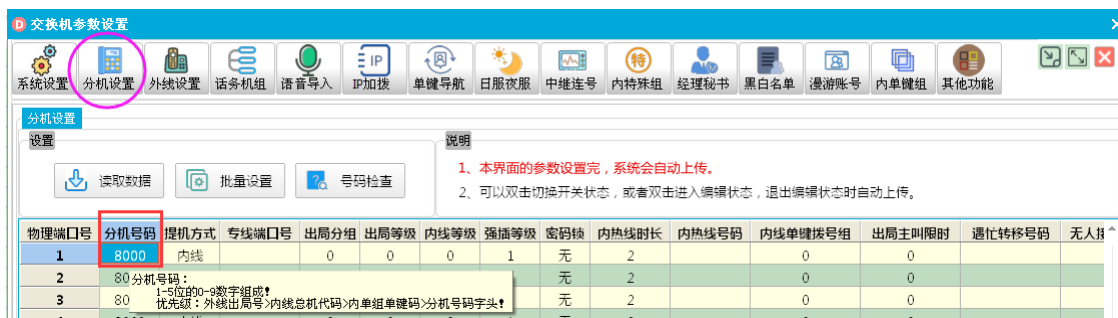 D 交换机参数设置
系统设置 分机设置 外线设置 话务机组 语音导入 IP加拨 单键导航 日服夜服 中继连号 内特殊组 经理秘书 黑白名单 漫游账号 内单键组 其他功能
分机设置
设置 说明
读取数据 批量设置 号码检查
1、本界面的参数设置完，系统会自动上传。
2、可以双击切换开关状态，或者双击进入编辑状态，退出编辑状态时自动上传。
物理端口号 分机号码 提机方式 专线端口号 出局分组 出局等级 内线等级 强插等级 密码锁 内热线时长 内热线号码 内线单键拨号组 出局主叫限时 遇忙转移号码 无人接
1 8000 内线 0 0 0 1 无 2 0 0
2 80 无 2 0 0
3 80 无 2 0 0
分机号码：
1-5位的0-9数字组成!
优先级：外线出局号>内线总机代码>内单组单键码>分机号码字头!